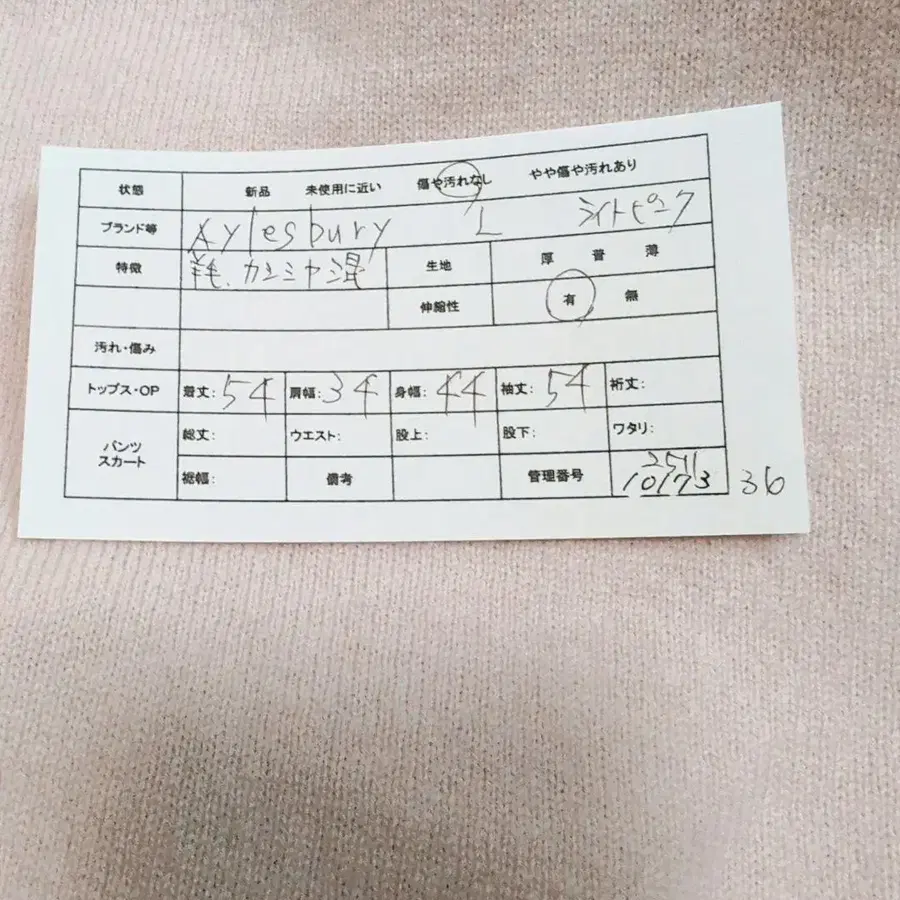 状態 新品 未使用に近い 傷や汚れなし やや傷や汚れあり
ブランド等 Aylesbury L ライトピンク
特徴 羊毛、カシミヤ混 生地 厚 普 薄
伸縮性 有 無
汚れ・傷み
トップス・OP 着丈: 54 肩幅: 34 身幅: 44 袖丈: 54 裄丈:
パンツ スカート 総丈: ウエスト: 股上: 股下: ワタリ:
裾幅: 備考 管理番号 2511
10173 36